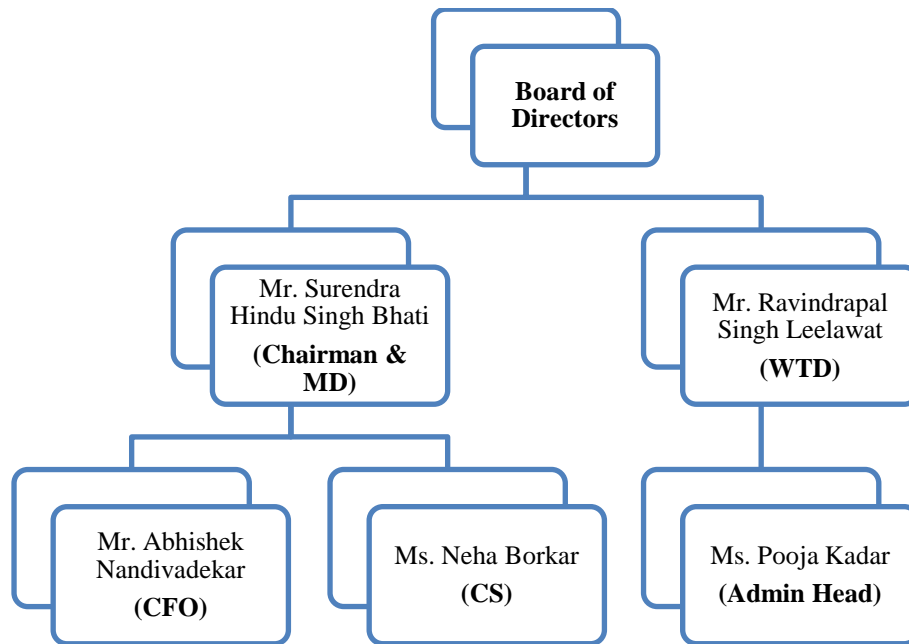 Board of
Directors
Mr. Surendra
Hindu Singh Bhati
(Chairman &
MD)
Mr. Ravindrapal
Singh Leelawat
(WTD)
Mr. Abhishek
Nandivadekar
(CFO)
Ms. Neha Borkar
(CS)
Ms. Pooja Kadar
(Admin Head)